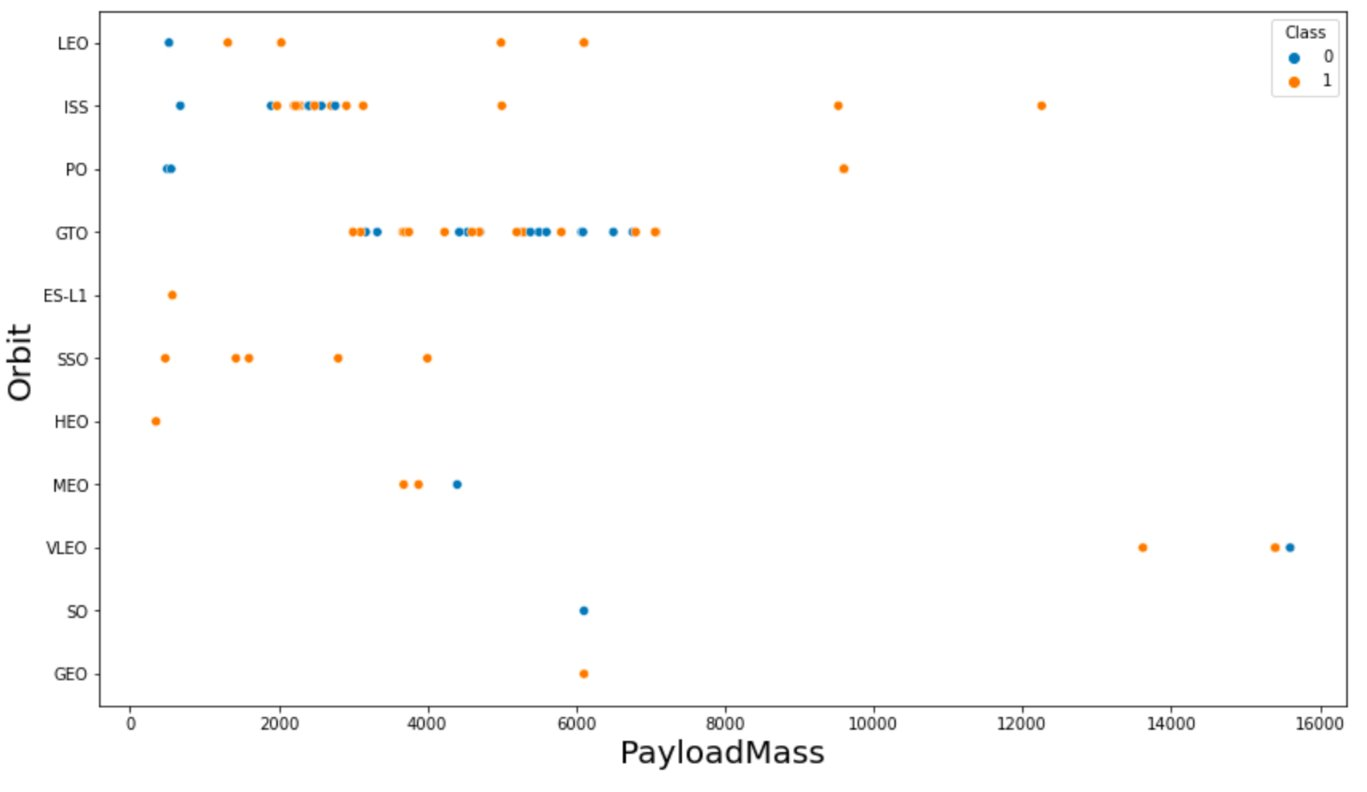 Class
0
1
LEO
ISS
PO
GTO
ES-L1
SSO
HEO
MEO
VLEO
SO
GEO
Orbit
0 2000 4000 6000 8000 10000 12000 14000 16000
PayloadMass